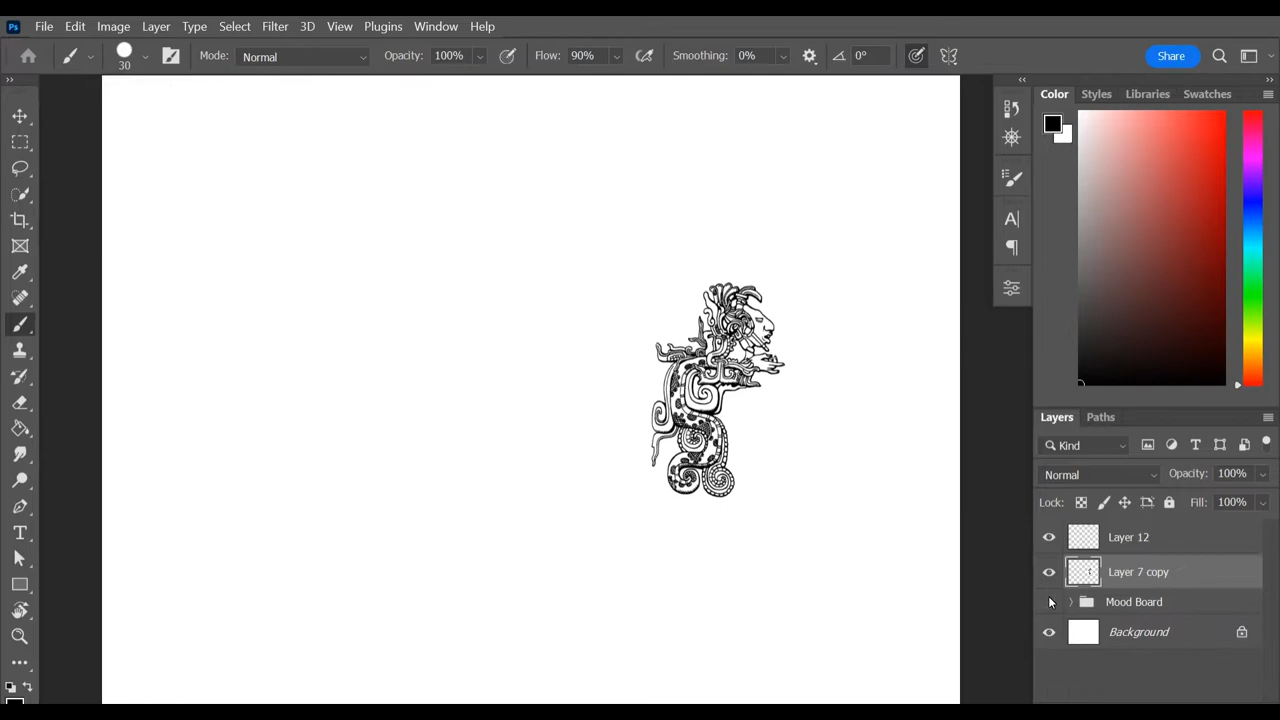 Ps File Edit Image Layer Type Select Filter 3D View Plugins Window Help
30 Mode: Normal Opacity: 100% Flow: 90% Smoothing: 0% 0° Share
Color Styles Libraries Swatches
Layers Paths
Kind
Normal Opacity: 100%
Lock: Fill: 100%
Layer 12
Layer 7 copy
Mood Board
Background